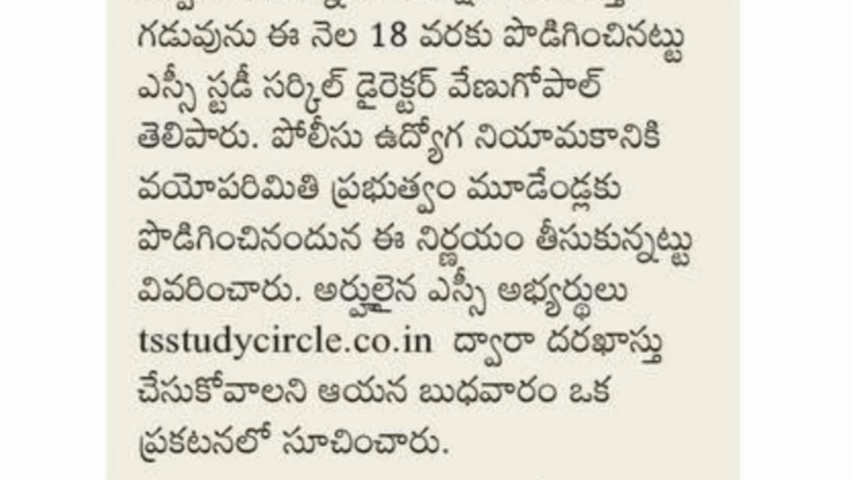 గడువును ఈ నెల 18 వరకు పొడిగించినట్టు
ఎస్సీ స్టడీ సర్కిల్ డైరెక్టర్ వేణుగోపాల్
తెలిపారు. పోలీసు ఉద్యోగ నియామకానికి
వయోపరిమితి ప్రభుత్వం మూడేండ్లకు
పొడిగించినందున ఈ నిర్ణయం తీసుకున్నట్టు
వివరించారు. అర్హులైన ఎస్సీ అభ్యర్థులు
tsstudycircle.co.in ద్వారా దరఖాస్తు
చేసుకోవాలని ఆయన బుధవారం ఒక
ప్రకటనలో సూచించారు.